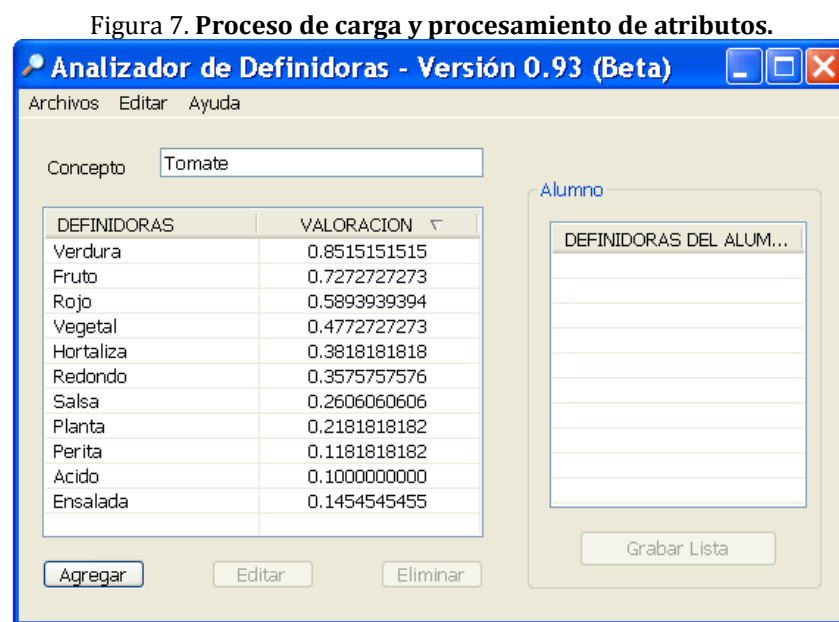 Figura 7. Proceso de carga y procesamiento de atributos.
Analizador de Definidoras - Versión 0.93 (Beta)
Archivos Editar Ayuda
Concepto Tomate
DEFINIDORAS VALORACION
Verdura 0.8515151515
Fruto 0.7272727273
Rojo 0.5893939394
Vegetal 0.4772727273
Hortaliza 0.3818181818
Redondo 0.3575757576
Salsa 0.2606060606
Planta 0.2181818182
Perita 0.1181818182
Acido 0.1000000000
Ensalada 0.1454545455
Agregar Editar Eliminar
Alumno
DEFINIDORAS DEL ALUM...
Grabar Lista